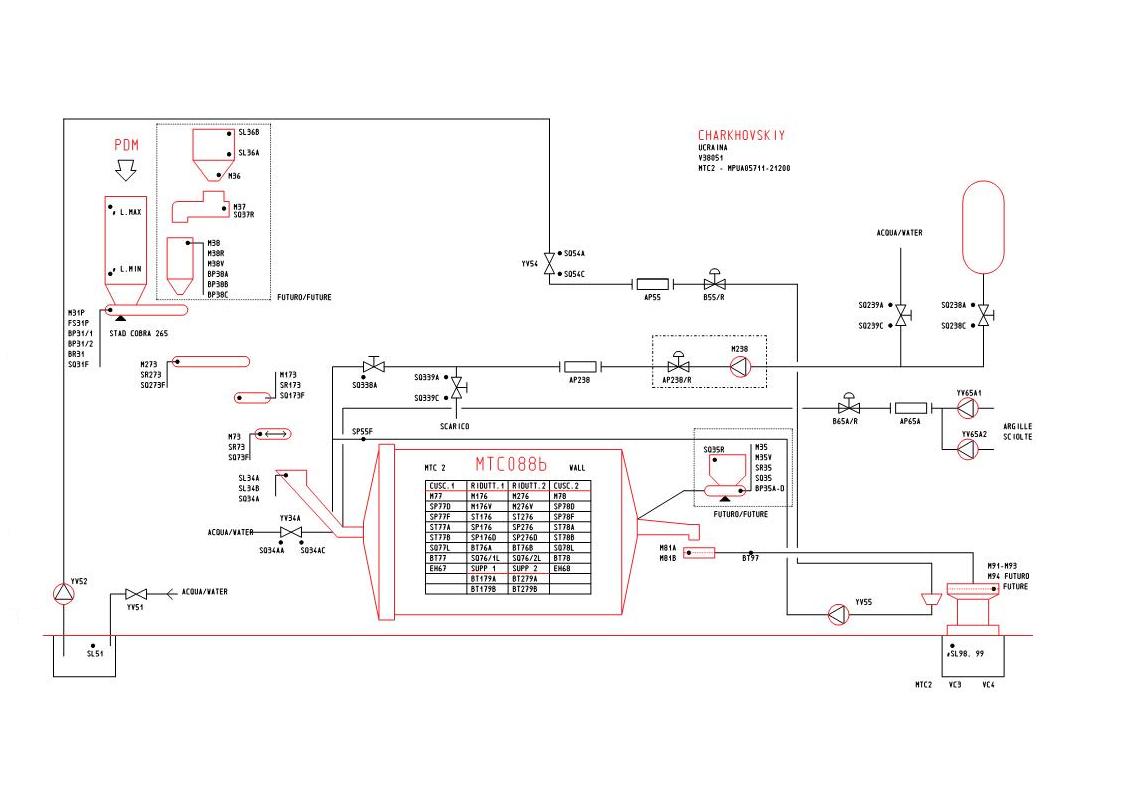 SL36B
SL36A
M36
PDM
M37
SQ37R
L.MAX
L.MIN
M38
M38R
M38V
BP38A
BP38B
BP38C
FUTURO/FUTURE
M31P
FS31P
BP31/1
BP31/2
BR31
SQ31F
STAD COBRA 265
CHARKHOVSKIY
UCRAINA
V38051
MTC2 - MPUA05711-21200
YV54
SQ54A
SQ54C
AP55
B55/R
ACQUA/WATER
SQ239A
SQ239C
SQ238A
SQ238C
M273
SR273
SQ273F
M173
SR173
SQ173F
SQ338A
SQ339A
SQ339C
SCARICO
AP238
AP238/R
M238
B65A/R
AP65A
YV65A1
YV65A2
ARGILLE
SCIOLTE
M73
SR73
SQ73F
SP55F
SL34A
SL34B
SQ34A
ACQUA/WATER
YV34A
SQ34AA
SQ34AC
MTC 2
MTC088b
WALL
CUSC.1 RIDUTT.1 RIDUTT.2 CUSC.2
M77 M176 M276 M78
SP77D M176V M276V SP78D
SP77F ST176 ST276 SP78F
ST77A SP176 SP276 ST78A
ST77B SP176D SP276D ST78B
SQ77L BT76A BT76B SQ78L
BT77 SQ76/1L SQ76/2L BT78
EH67 SUPP 1 SUPP 2 EH68
BT179A BT279A
BT179B BT279B
SQ35R
M35
M35V
SR35
SQ35
BP35A-D
FUTURO/FUTURE
M81A
M81B
BT97
M91-M93
M94 FUTURO
FUTURE
YV52
YV51
ACQUA/WATER
YV55
SL51
SL98, 99
MTC2 VC3 VC4